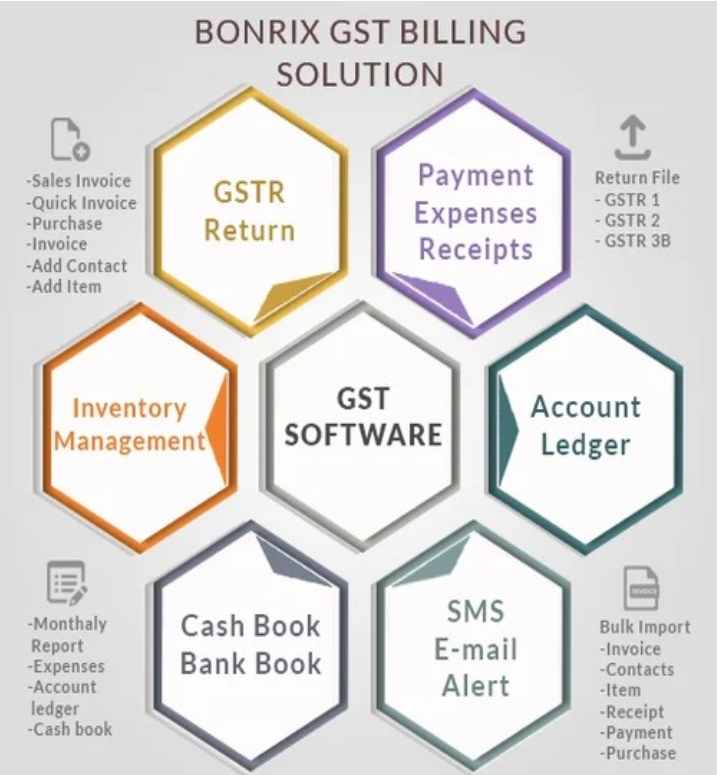 BONRIX GST BILLING
SOLUTION
-Sales Invoice
-Quick Invoice
-Purchase
-Invoice
-Add Contact
-Add Item
GSTR
Return
Payment
Expenses
Receipts
Return File
- GSTR 1
- GSTR 2
- GSTR 3B
Inventory
Management
GST
SOFTWARE
Account
Ledger
-Monthaly
Report
-Expenses
-Account
ledger
-Cash book
Cash Book
Bank Book
SMS
E-mail
Alert
INVOICE
Bulk Import
-Invoice
-Contacts
-Item
-Receipt
-Payment
-Purchase